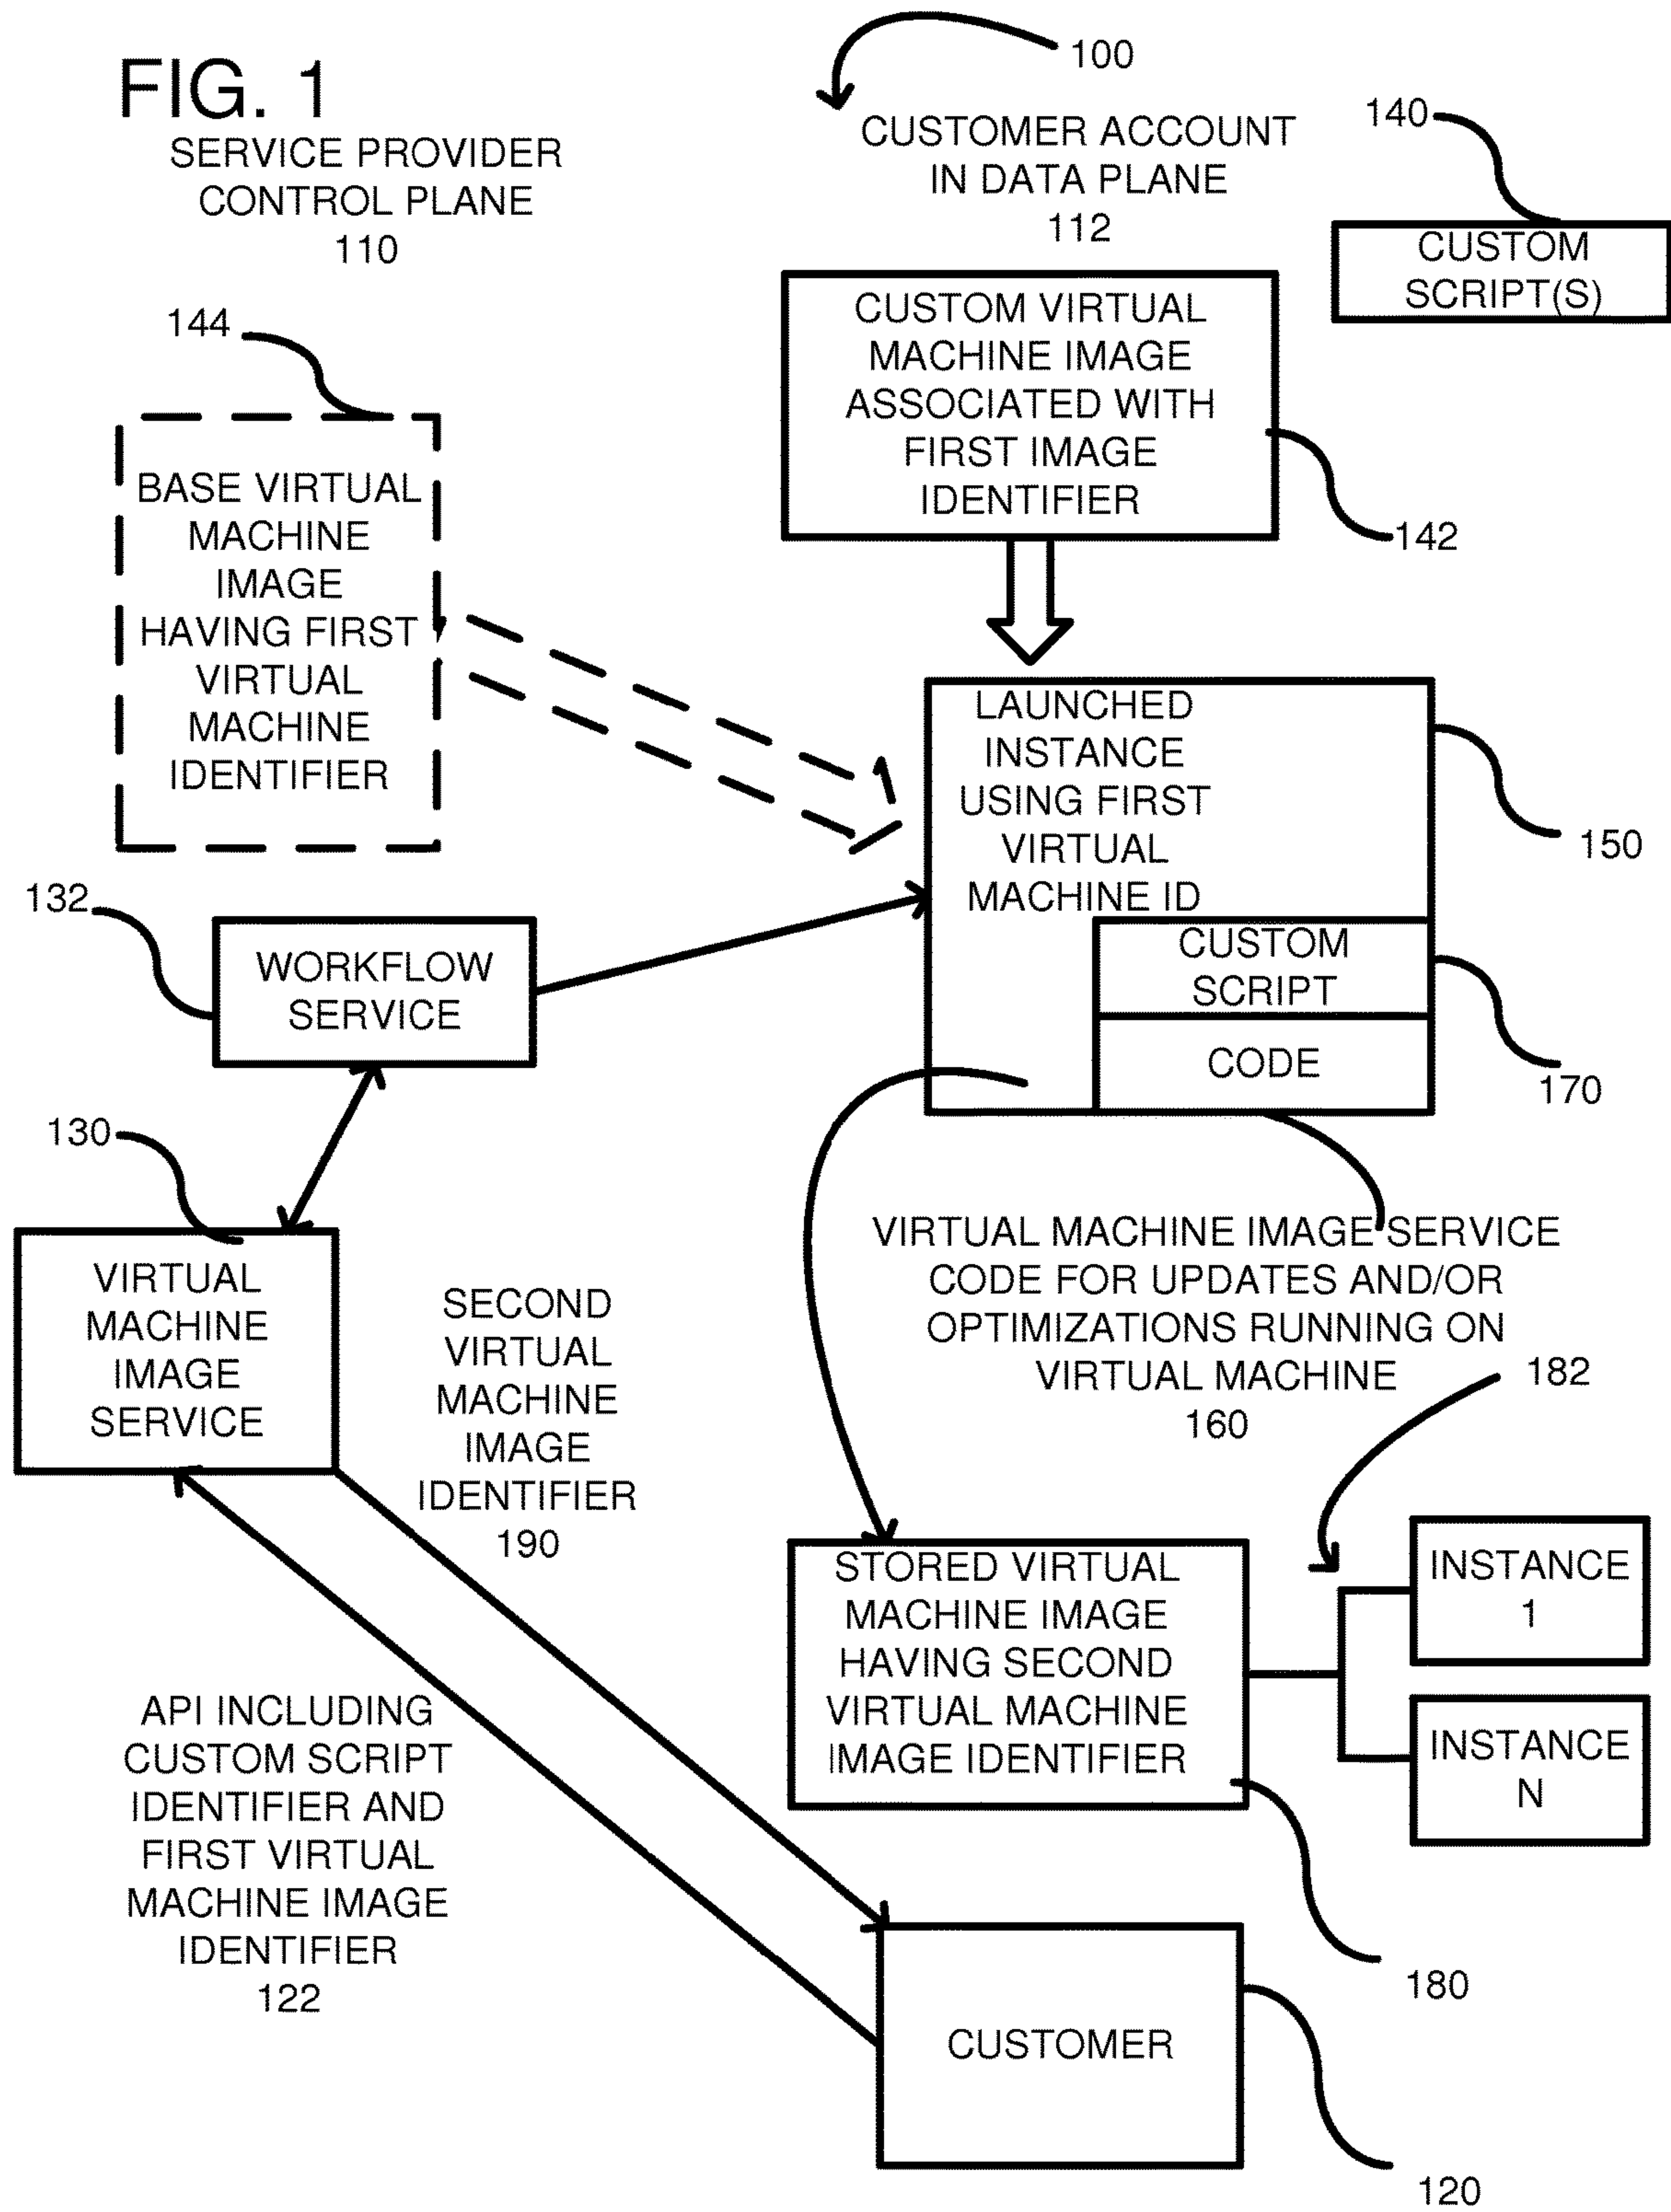 FIG. 1
SERVICE PROVIDER
CONTROL PLANE
110
100
CUSTOMER ACCOUNT
IN DATA PLANE
112
140
CUSTOM
SCRIPT(S)
CUSTOM VIRTUAL
MACHINE IMAGE
ASSOCIATED WITH
FIRST IMAGE
IDENTIFIER
142
144
BASE VIRTUAL
MACHINE
IMAGE
HAVING FIRST
VIRTUAL
MACHINE
IDENTIFIER
LAUNCHED
INSTANCE
USING FIRST
VIRTUAL
MACHINE ID
150
CUSTOM
SCRIPT
CODE
170
132
WORKFLOW
SERVICE
130
VIRTUAL
MACHINE
IMAGE
SERVICE
SECOND
VIRTUAL
MACHINE
IMAGE
IDENTIFIER
190
VIRTUAL MACHINE IMAGE SERVICE
CODE FOR UPDATES AND/OR
OPTIMIZATIONS RUNNING ON
VIRTUAL MACHINE
160
182
STORED VIRTUAL
MACHINE IMAGE
HAVING SECOND
VIRTUAL MACHINE
IMAGE IDENTIFIER
180
INSTANCE
1
INSTANCE
N
API INCLUDING
CUSTOM SCRIPT
IDENTIFIER AND
FIRST VIRTUAL
MACHINE IMAGE
IDENTIFIER
122
CUSTOMER
120